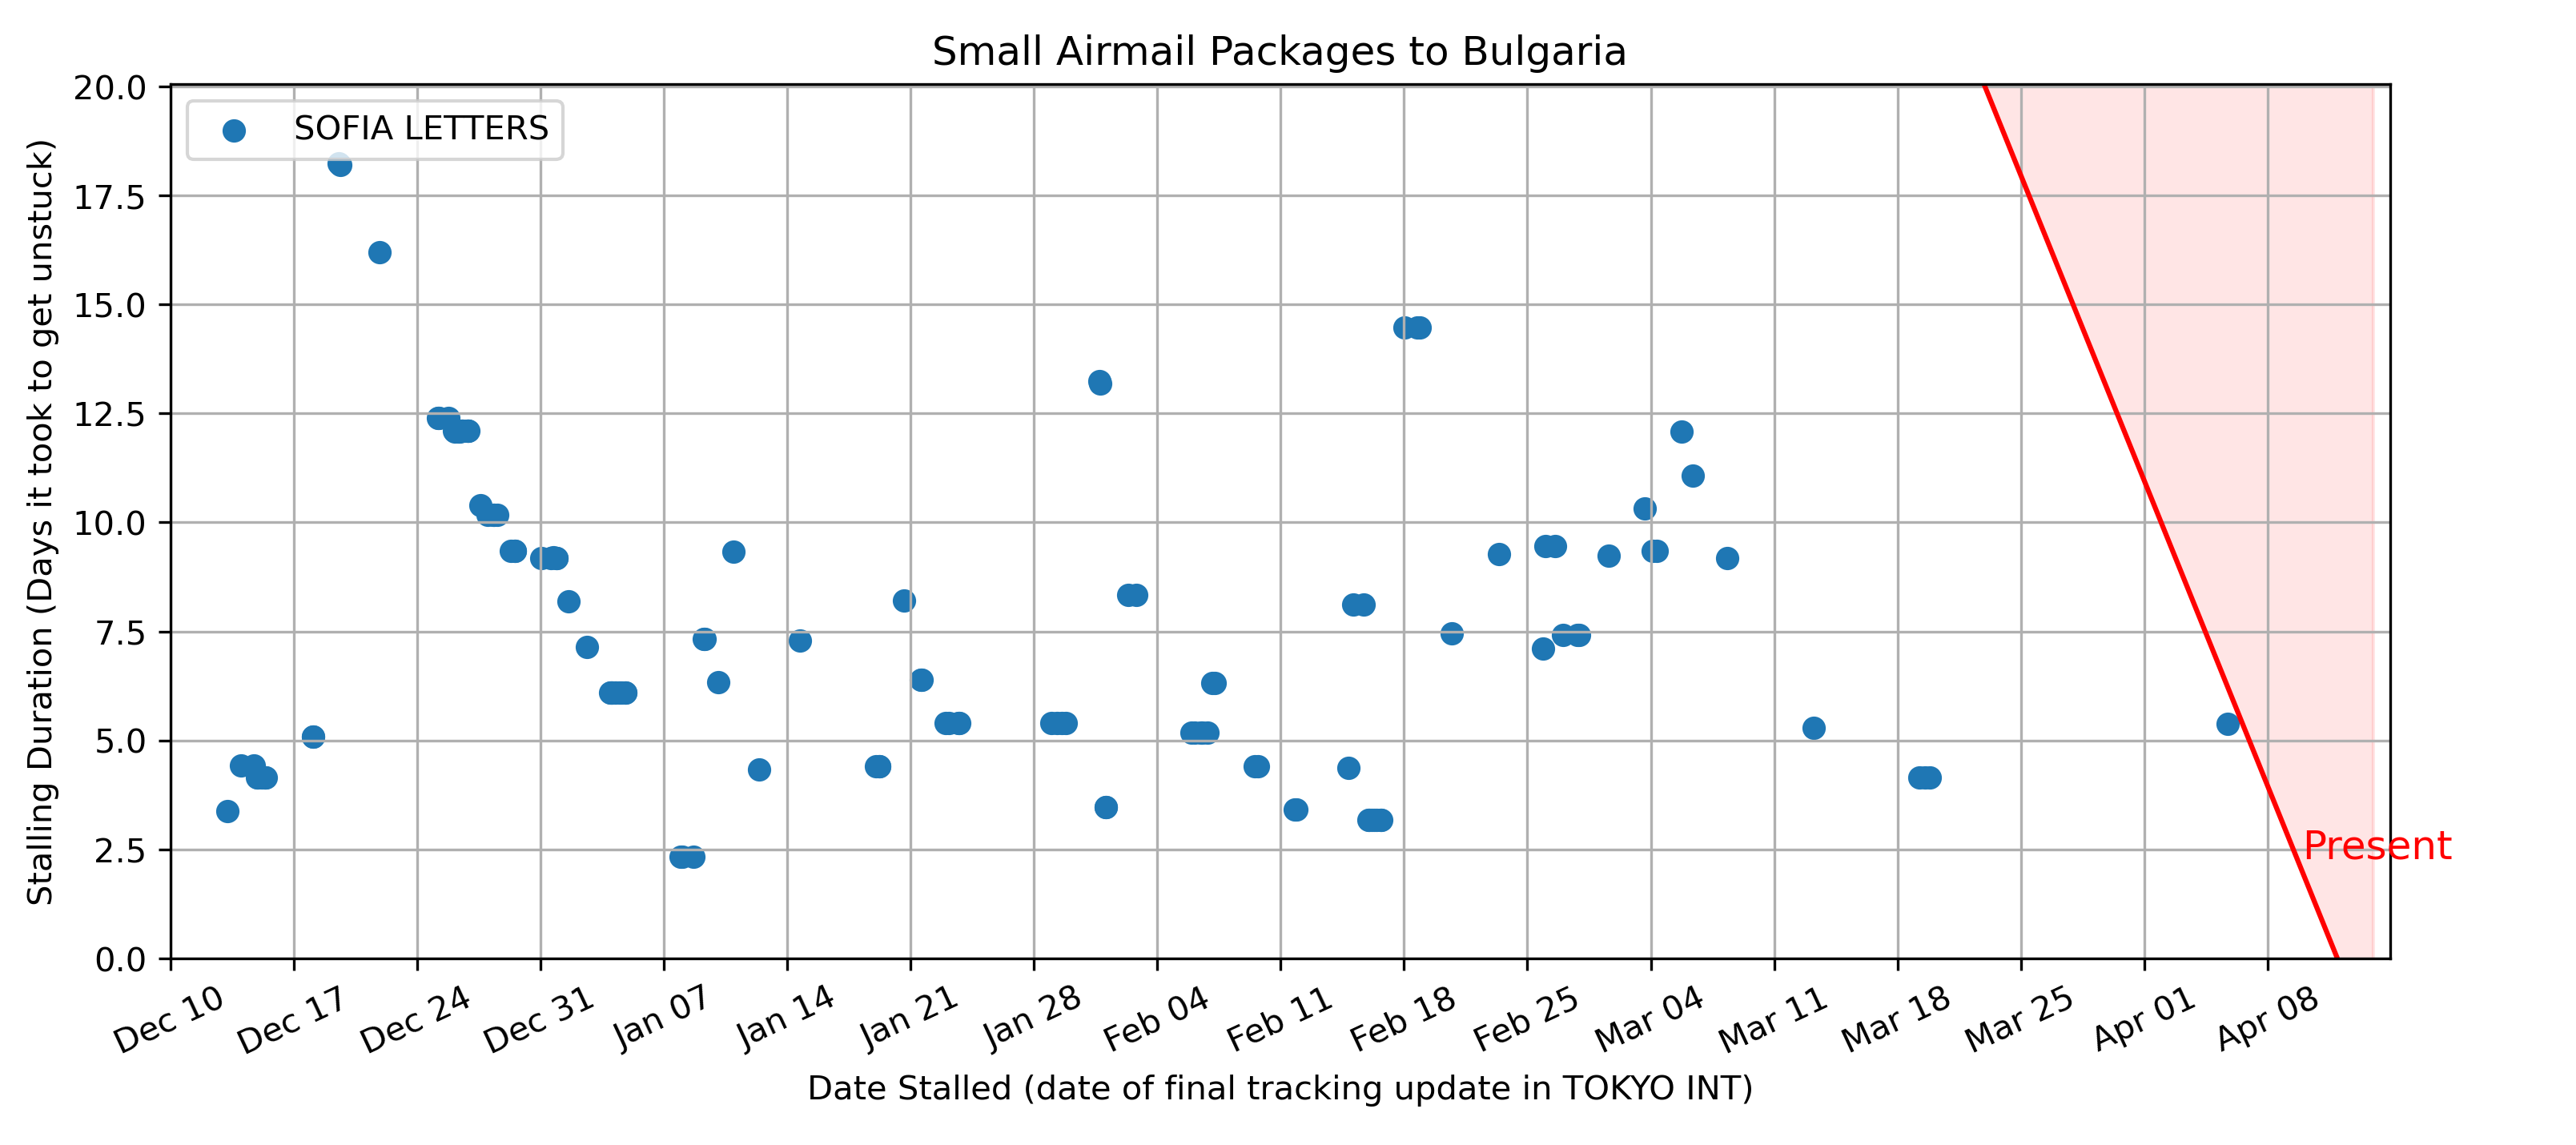 Small Airmail Packages to Bulgaria
SOFIA LETTERS
Stalling Duration (Days it took to get unstuck)
20.0
17.5
15.0
12.5
10.0
7.5
5.0
2.5
0.0
Present
Dec 10
Dec 17
Dec 24
Dec 31
Jan 07
Jan 14
Jan 21
Jan 28
Feb 04
Feb 11
Feb 18
Feb 25
Mar 04
Mar 11
Mar 18
Mar 25
Apr 01
Apr 08
Date Stalled (date of final tracking update in TOKYO INT)